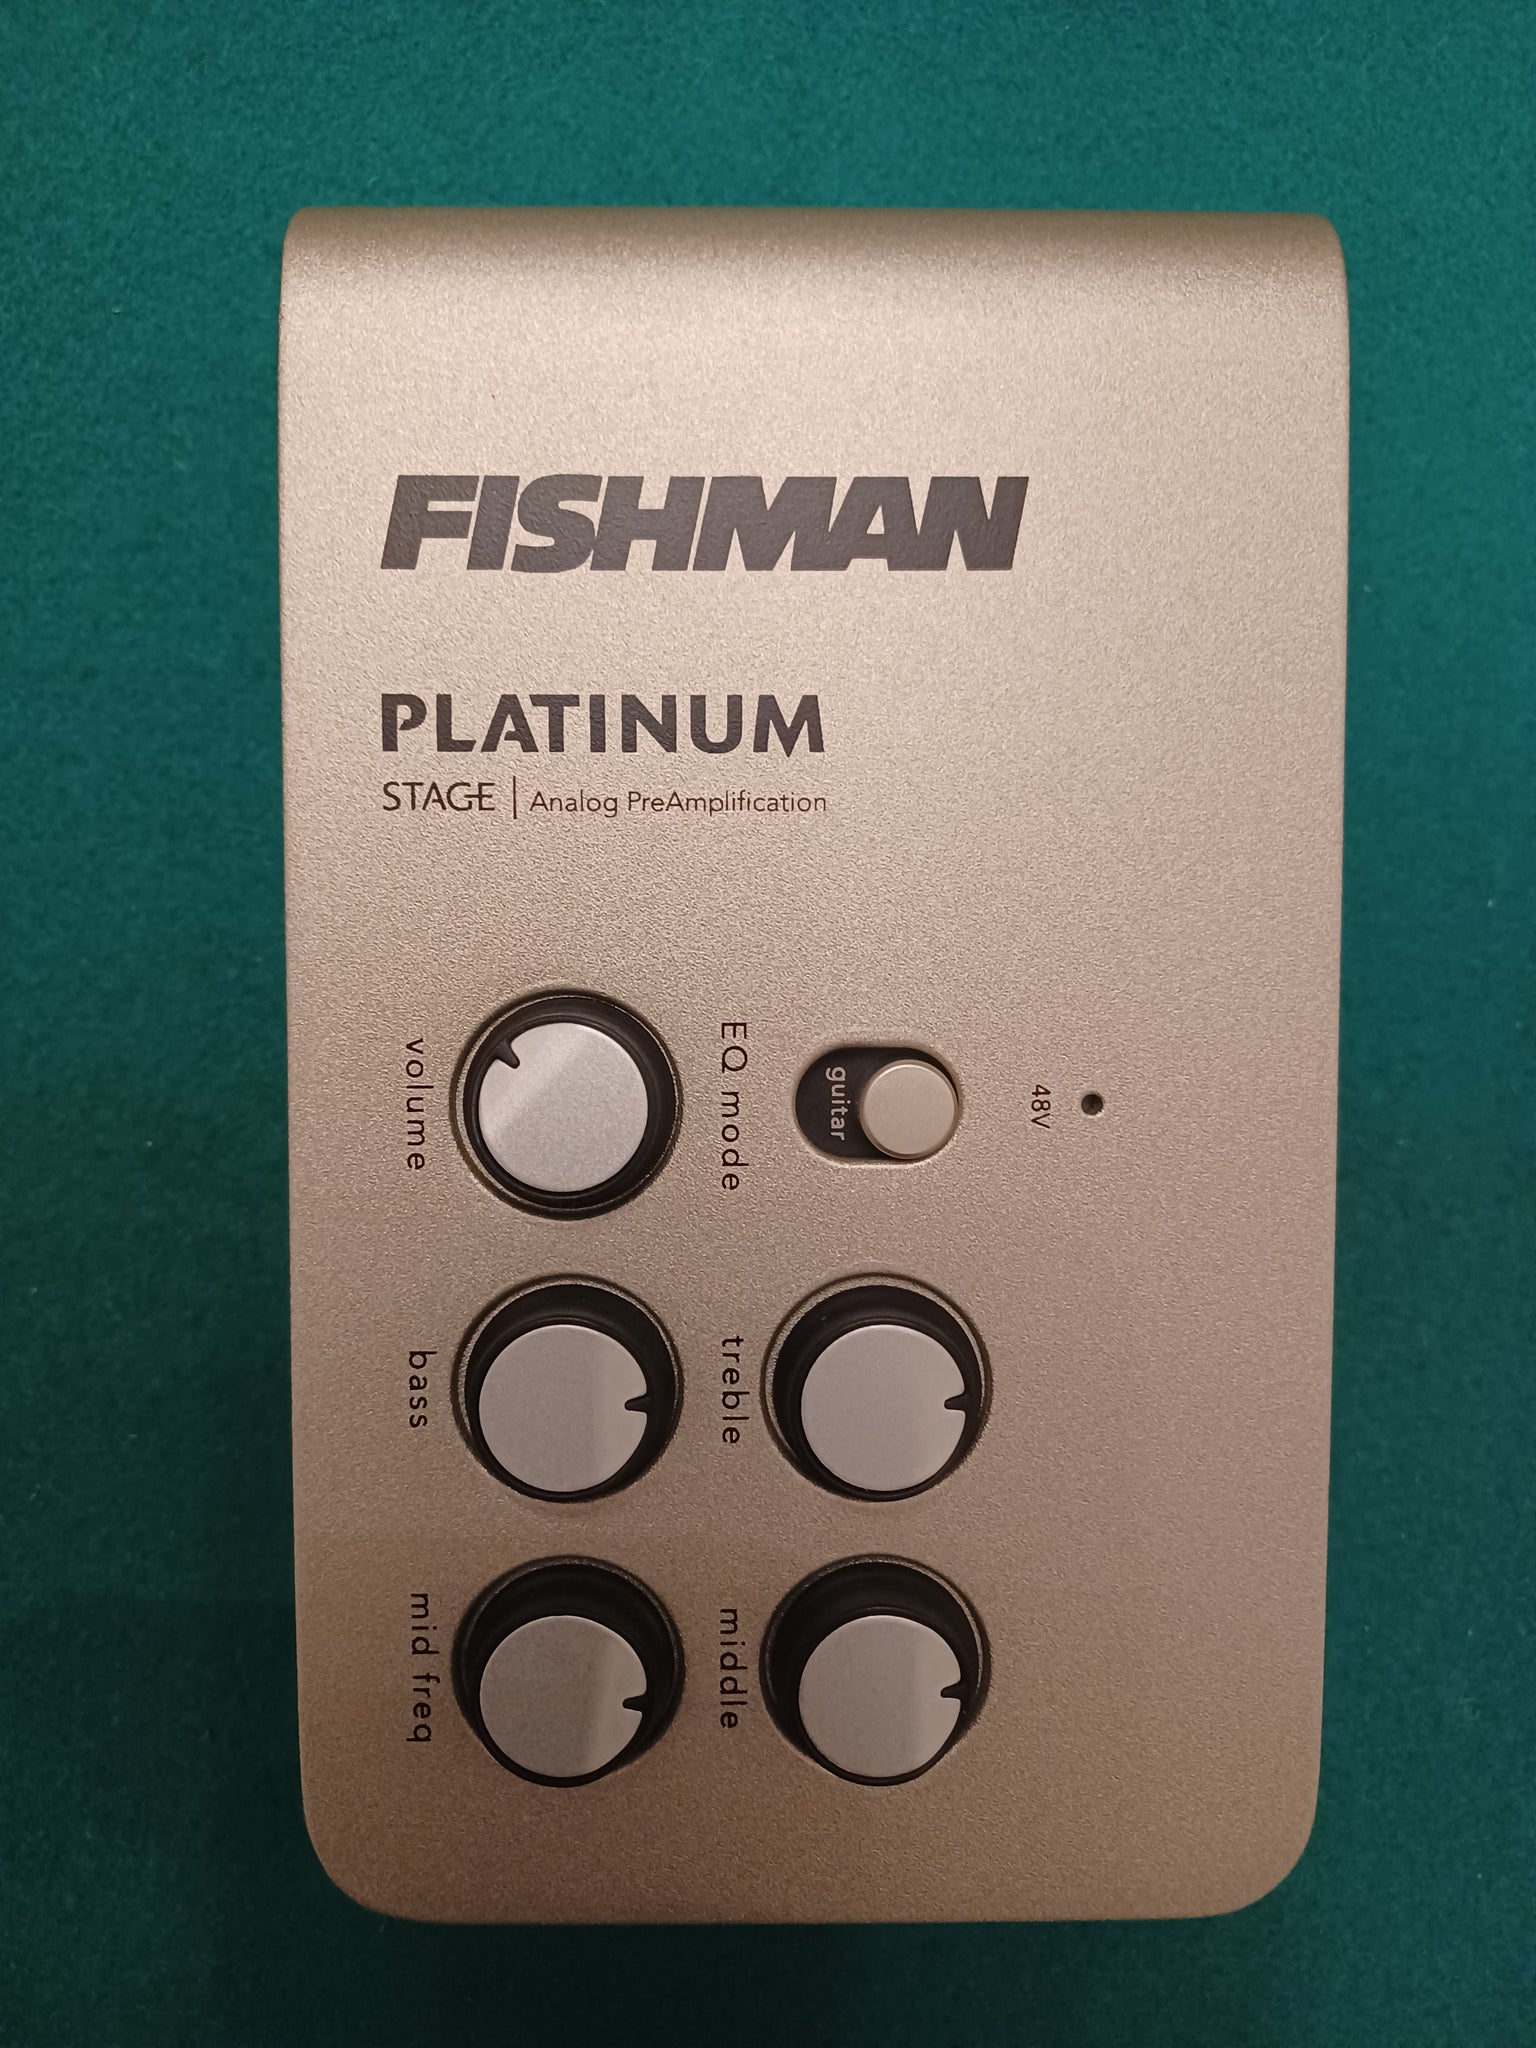 FISHMAN
PLATINUM
STAGE | Analog PreAmplification
volume
EQ mode
guitar
48V
bass
treble
mid freq
middle